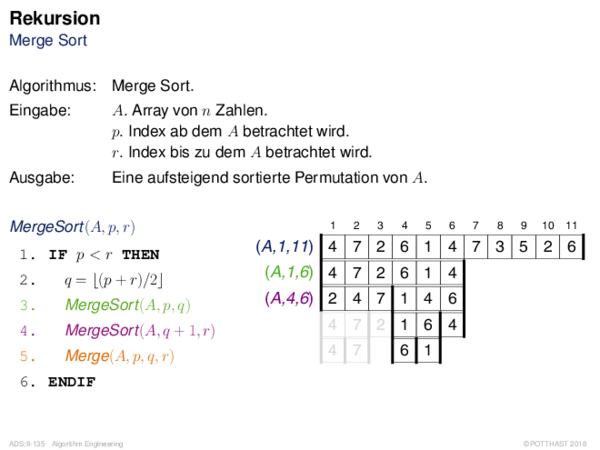 Rekursion
Merge Sort
Algorithmus: Merge Sort.
Eingabe: A. Array von n Zahlen.
p. Index ab dem A betrachtet wird.
r. Index bis zu dem A betrachtet wird.
Ausgabe: Eine aufsteigend sortierte Permutation von A.
MergeSort(A, p, r)
1. IF p < r THEN
2. q = ⌊(p + r)/2⌋
3. MergeSort(A, p, q)
4. MergeSort(A, q + 1, r)
5. Merge(A, p, q, r)
6. ENDIF
1 2 3 4 5 6 7 8 9 10 11
(A,1,11) 4 7 2 6 1 4 7 3 5 2 6
(A,1,6) 4 7 2 6 1 4
(A,4,6) 2 4 7 1 4 6
4 7 2 1 6 4
4 7 6 1
ADS:II-135 Algorithm Engineering
© POTTHAST 2018